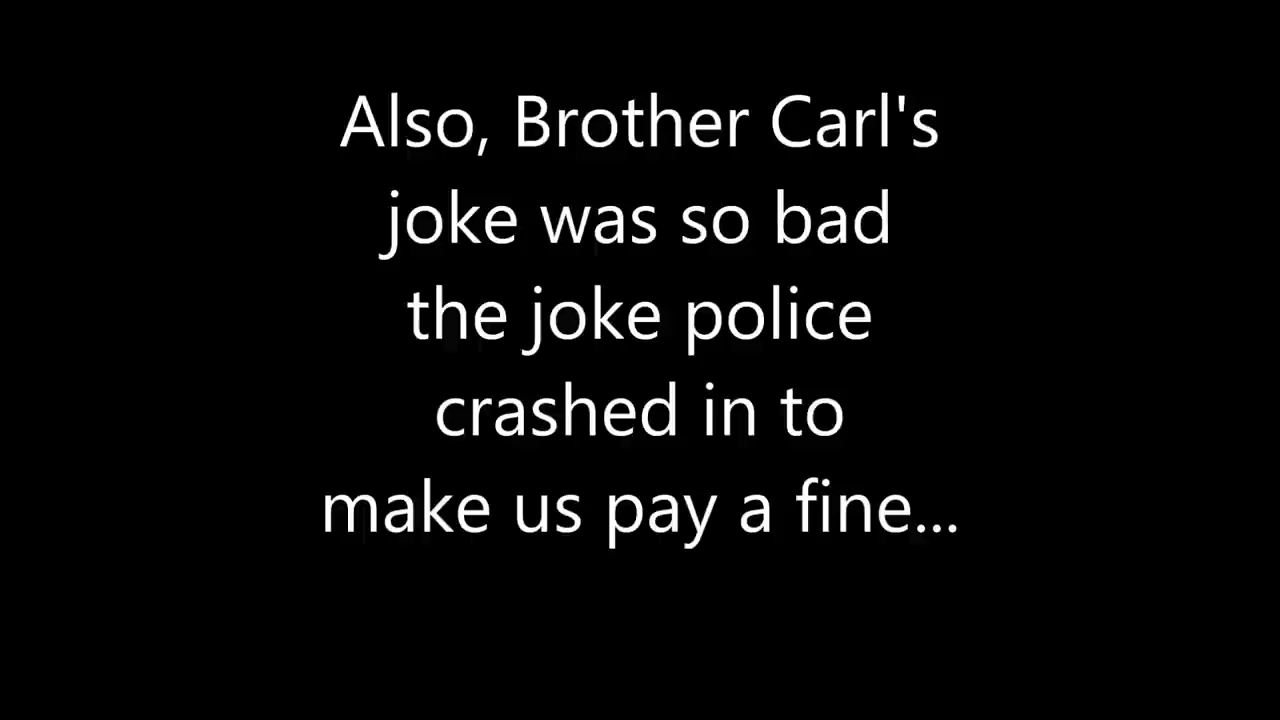 Also, Brother Carl's
joke was so bad
the joke police
crashed in to
make us pay a fine...